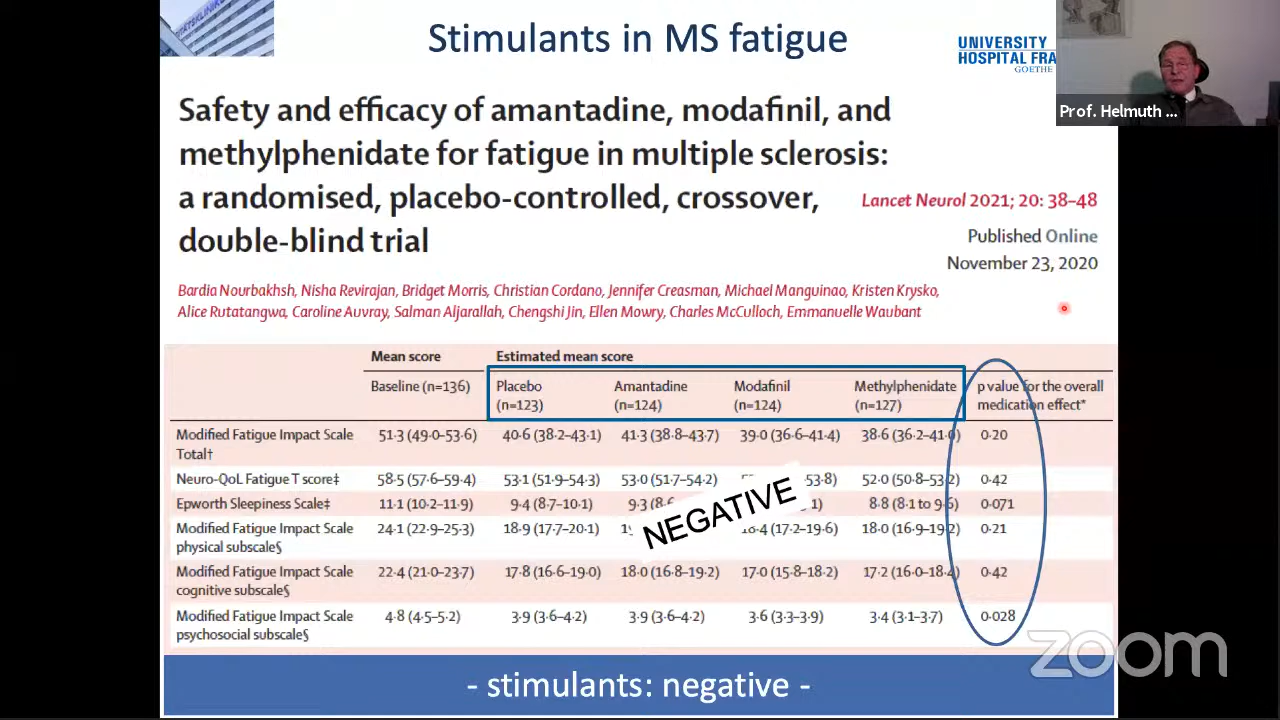 Stimulants in MS fatigue
UNIVERSITY
HOSPITAL FRA
GOETHE
Prof. Helmuth ...
Safety and efficacy of amantadine, modafinil, and
methylphenidate for fatigue in multiple sclerosis:
a randomised, placebo-controlled, crossover,
double-blind trial
Lancet Neurol 2021; 20: 38–48
Published Online
November 23, 2020
Bardia Nourbakhsh, Nisha Revirajan, Bridget Morris, Christian Cordano, Jennifer Creasman, Michael Manguinao, Kristen Krysko,
Alice Rutatangwa, Caroline Auvray, Salman Aljarallah, Chengshi Jin, Ellen Mowry, Charles McCulloch, Emmanuelle Waubant
Mean score Estimated mean score
Baseline (n=136) Placebo (n=123) Amantadine (n=124) Modafinil (n=124) Methylphenidate (n=127) p value for the overall medication effect*
Modified Fatigue Impact Scale Total† 51·3 (49·0–53·6) 40·6 (38·2–43·1) 41·3 (38·8–43·7) 39·0 (36·6–41·4) 38·6 (36·2–41·0) 0·20
Neuro-QoL Fatigue T score‡ 58·5 (57·6–59·4) 53·1 (51·9–54·3) 53·0 (51·7–54·2) 53·8) 52·0 (50·8–53·2) 0·42
Epworth Sleepiness Scale‡ 11·1 (10·2–11·9) 9·4 (8·7–10·1) 9·3 8·8 (8·1 to 9·6) 0·071
Modified Fatigue Impact Scale physical subscale§ 24·1 (22·9–25·3) 18·9 (17·7–20·1) 18·4 (17·2–19·6) 18·0 (16·9–19·2) 0·21
Modified Fatigue Impact Scale cognitive subscale§ 22·4 (21·0–23·7) 17·8 (16·6–19·0) 18·0 (16·8–19·2) 17·0 (15·8–18·2) 17·2 (16·0–18·4) 0·42
Modified Fatigue Impact Scale psychosocial subscale§ 4·8 (4·5–5·2) 3·9 (3·6–4·2) 3·9 (3·6–4·2) 3·6 (3·3–3·9) 3·4 (3·1–3·7) 0·028
NEGATIVE
zoom
- stimulants: negative -